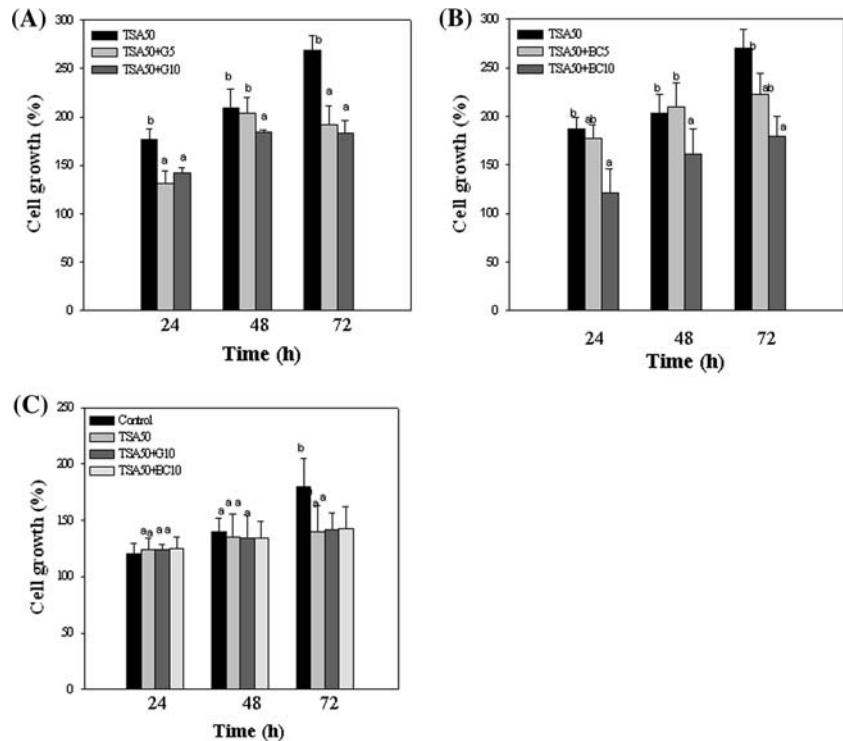 (A)
300
250
200
150
100
50
0
Cell growth (%)
TSA50
TSA50+G5
TSA50+G10
b
a
a
b
b
a
b
a
a
24 48 72
Time (h)
(B)
300
250
200
150
100
50
0
Cell growth (%)
TSA50
TSA50+BC5
TSA50+BC10
b ab
a
b b
a
b
ab
a
24 48 72
Time (h)
(C)
250
200
150
100
50
0
Cell growth (%)
Control
TSA50
TSA50+G10
TSA50+BC10
a a a a
a a a a
b
a a
24 48 72
Time (h)